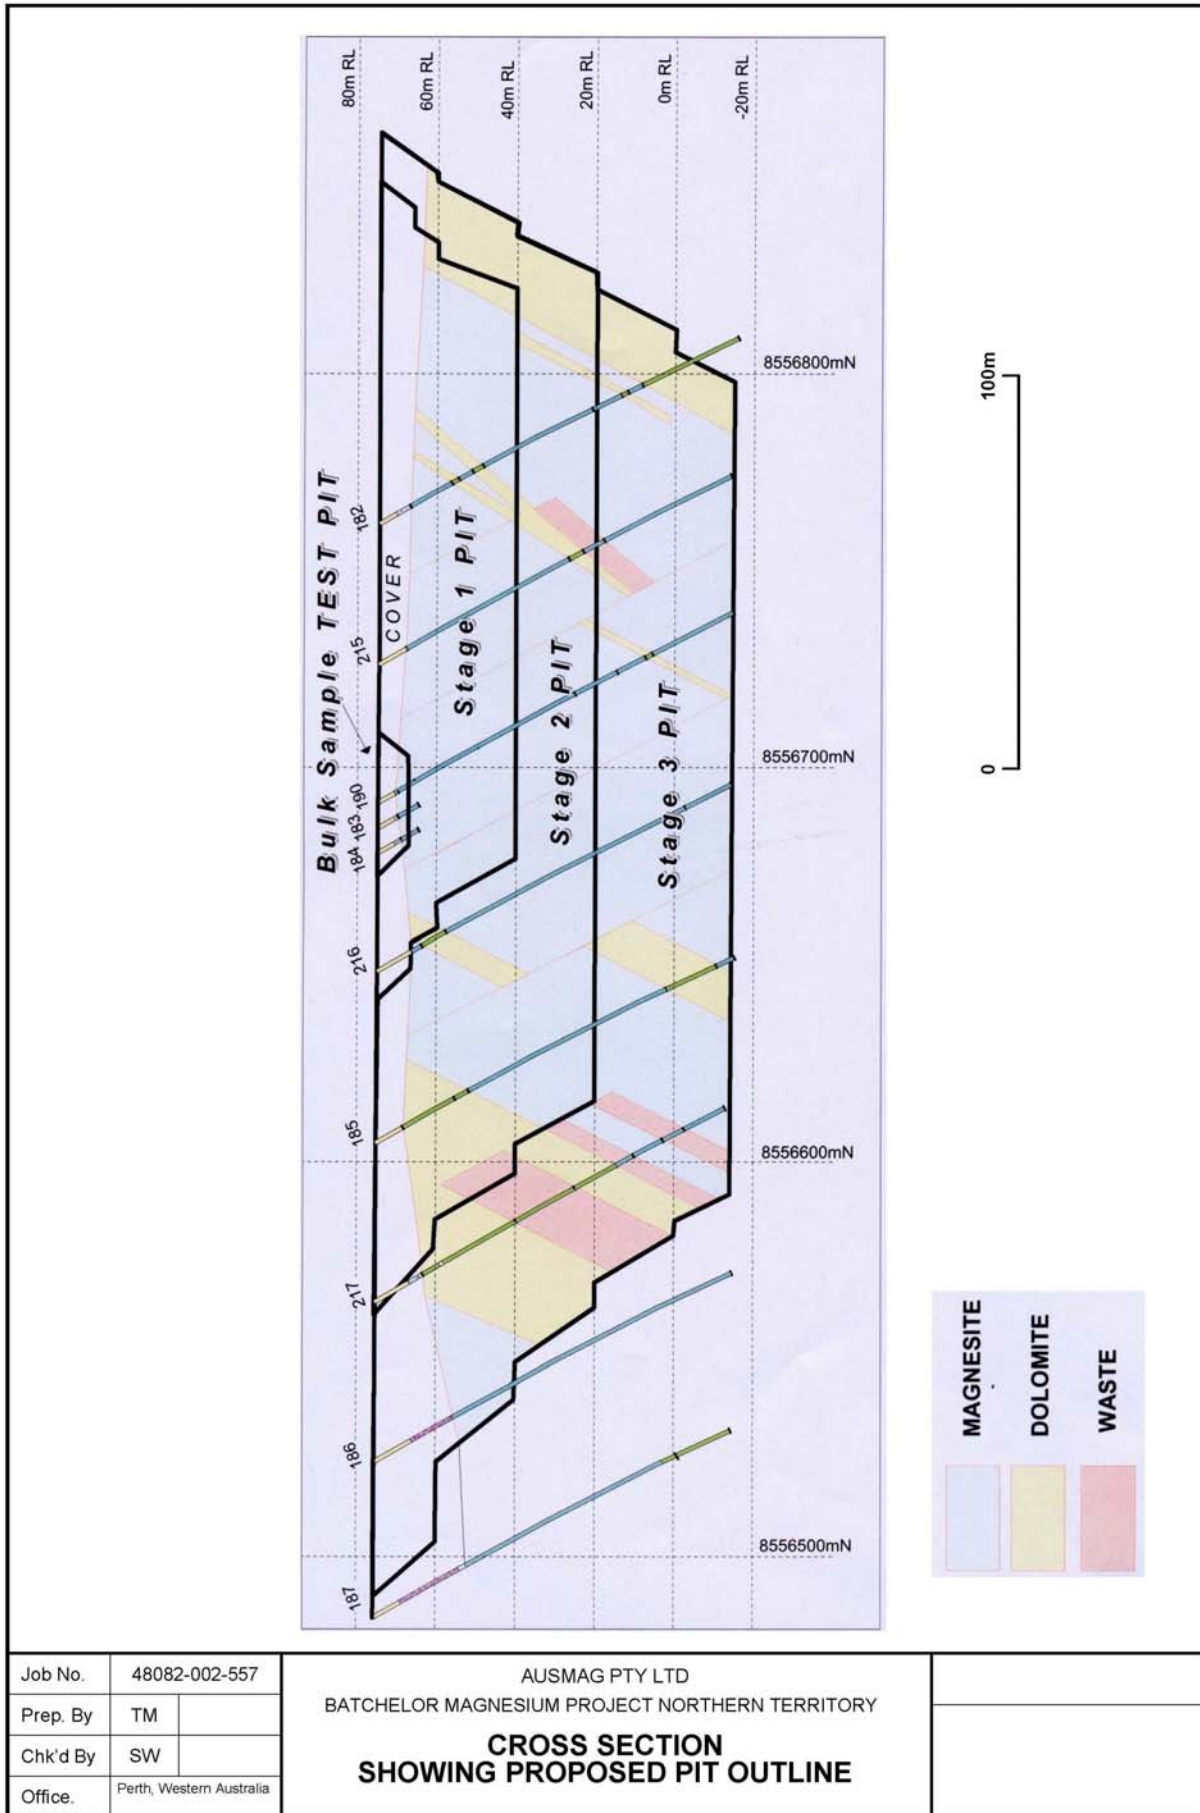 80m RL
60m RL
40m RL
20m RL
0m RL
-20m RL
8556800mN
8556700mN
8556600mN
8556500mN
Bulk Sample TEST PIT
COVER
Stage 1 PIT
Stage 2 PIT
Stage 3 PIT
182
215
190
183
184
216
185
217
186
187
100m
0
MAGNESITE
DOLOMITE
WASTE
Job No. 48082-002-557
Prep. By TM
Chk'd By SW
Office. Perth, Western Australia
AUSMAG PTY LTD
BATCHELOR MAGNESIUM PROJECT NORTHERN TERRITORY
CROSS SECTION
SHOWING PROPOSED PIT OUTLINE